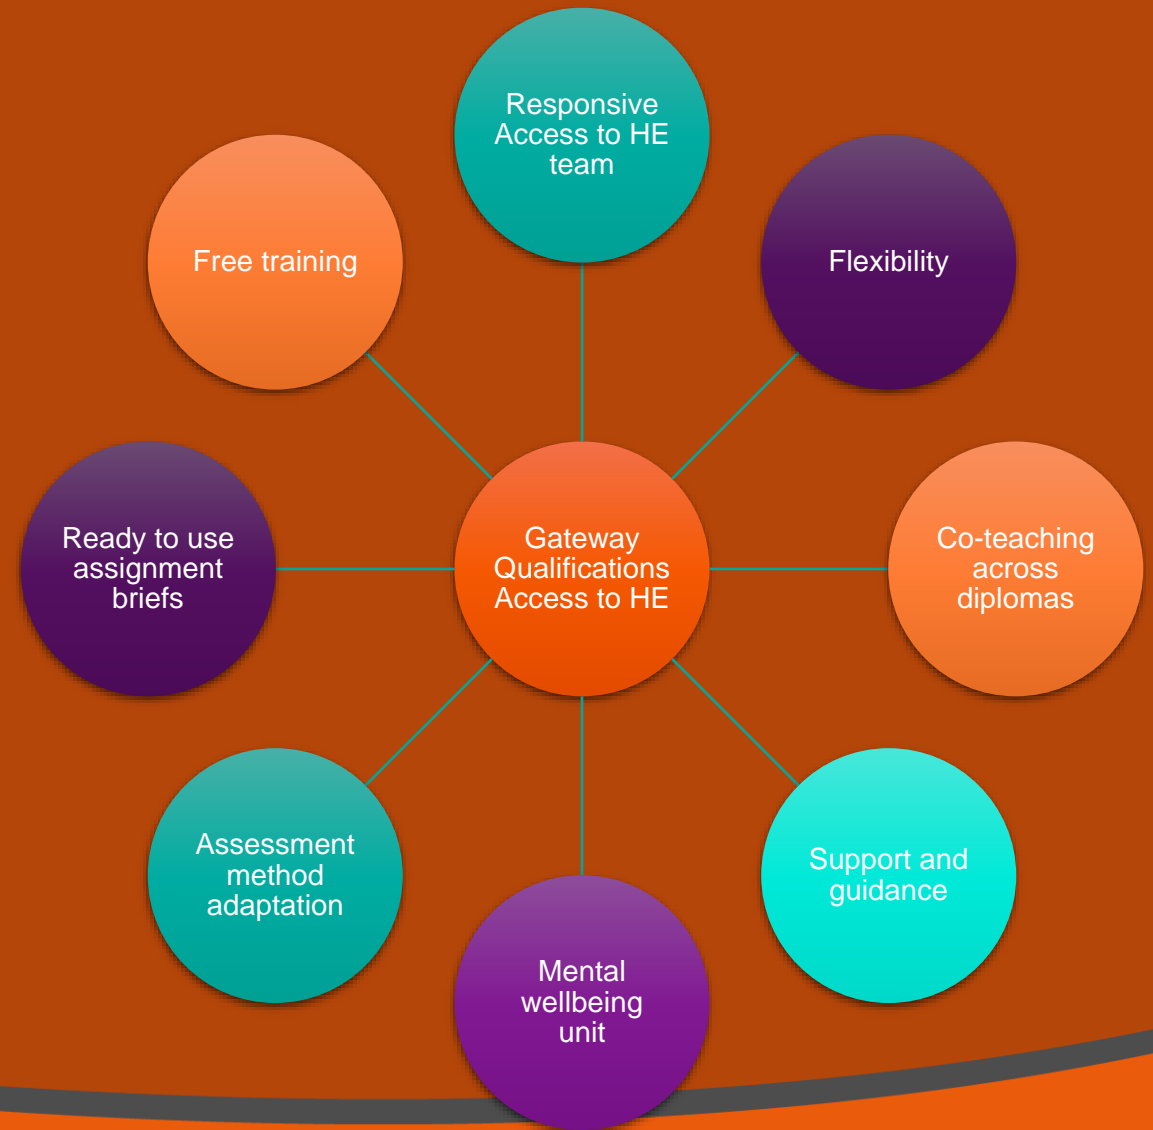 Responsive
Access to HE
team
Free training
Flexibility
Ready to use
assignment
briefs
Gateway
Qualifications
Access to HE
Co-teaching
across
diplomas
Assessment
method
adaptation
Support and
guidance
Mental
wellbeing
unit